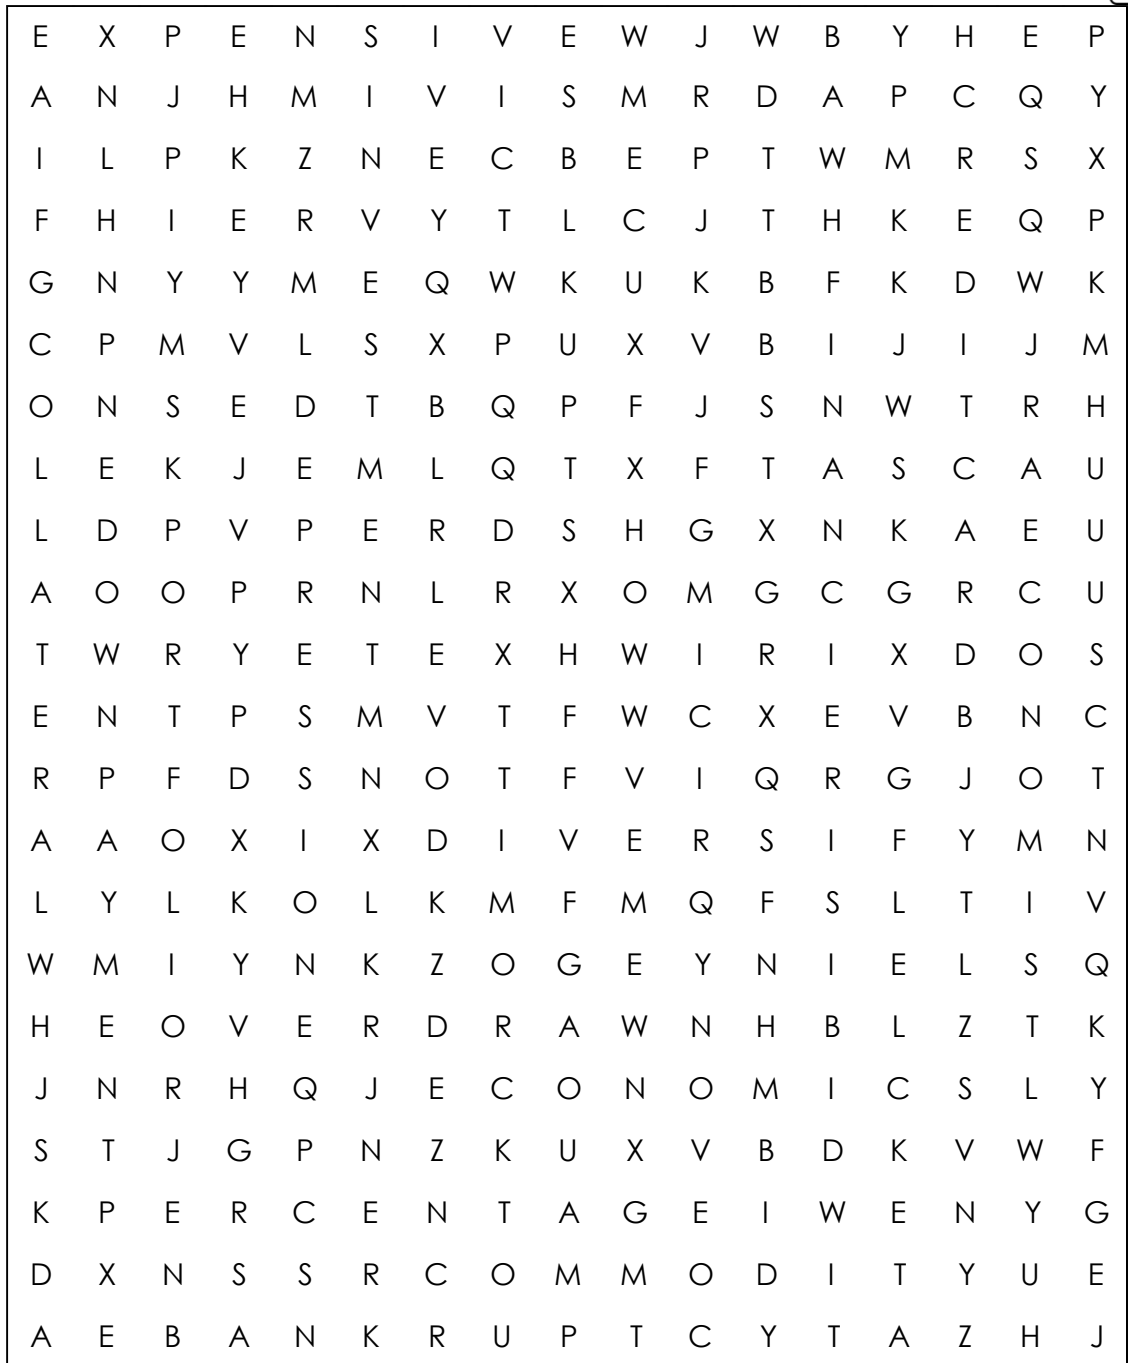 E X P E N S I V E W J W B Y H E P
A N J H M I V I S M R D A P C Q Y
I L P K Z N E C B E P T W M R S X
F H I E R V Y T L C J T H K E Q P
G N Y Y M E Q W K U K B F K D W K
C P M V L S X P U X V B I J I J M
O N S E D T B Q P F J S N W T R H
L E K J E M L Q T X F T A S C A U
L D P V P E R D S H G X N K A E U
A O O P R N L R X O M G C G R C U
T W R Y E T E X H W I R I X D O S
E N T P S M V T F W C X E V B N C
R P F D S N O T F V I Q R G J O T
A A O X I X D I V E R S I F Y M N
L Y L K O L K M F M Q F S L T I V
W M I Y N K Z O G E Y N I E L S Q
H E O V E R D R A W N H B L Z T K
J N R H Q J E C O N O M I C S L Y
S T J G P N Z K U X V B D K V W F
K P E R C E N T A G E I W E N Y G
D X N S S R C O M M O D I T Y U E
A E B A N K R U P T C Y T A Z H J